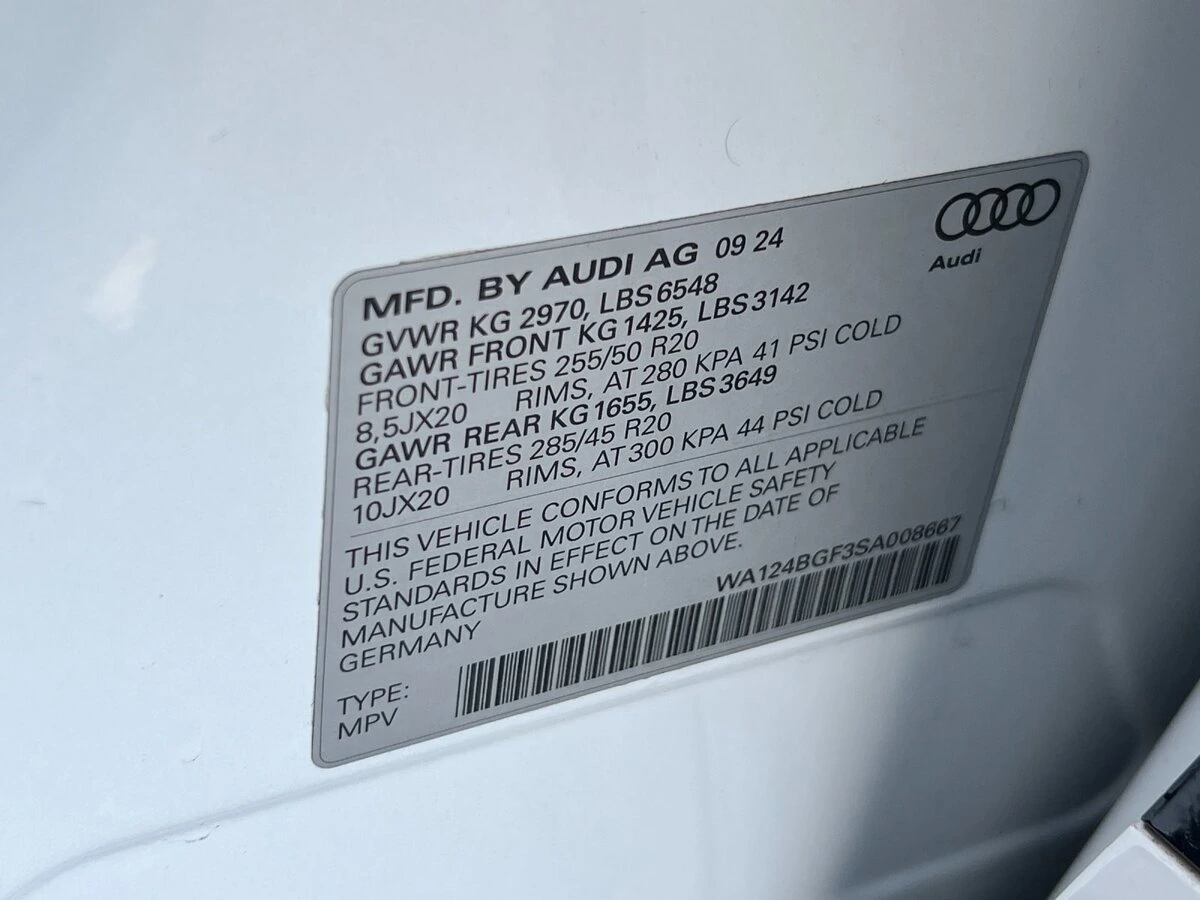 MFD. BY AUDI AG 09 24
Audi
GVWR KG 2970, LBS 6548
GAWR FRONT KG 1425, LBS 3142
FRONT-TIRES 255/50 R20
8,5JX20 RIMS, AT 280 KPA 41 PSI COLD
GAWR REAR KG 1655, LBS 3649
REAR-TIRES 285/45 R20
10JX20 RIMS, AT 300 KPA 44 PSI COLD
THIS VEHICLE CONFORMS TO ALL APPLICABLE
U.S. FEDERAL MOTOR VEHICLE SAFETY
STANDARDS IN EFFECT ON THE DATE OF
MANUFACTURE SHOWN ABOVE.
GERMANY
WA124BGF3SA008667
TYPE:
MPV